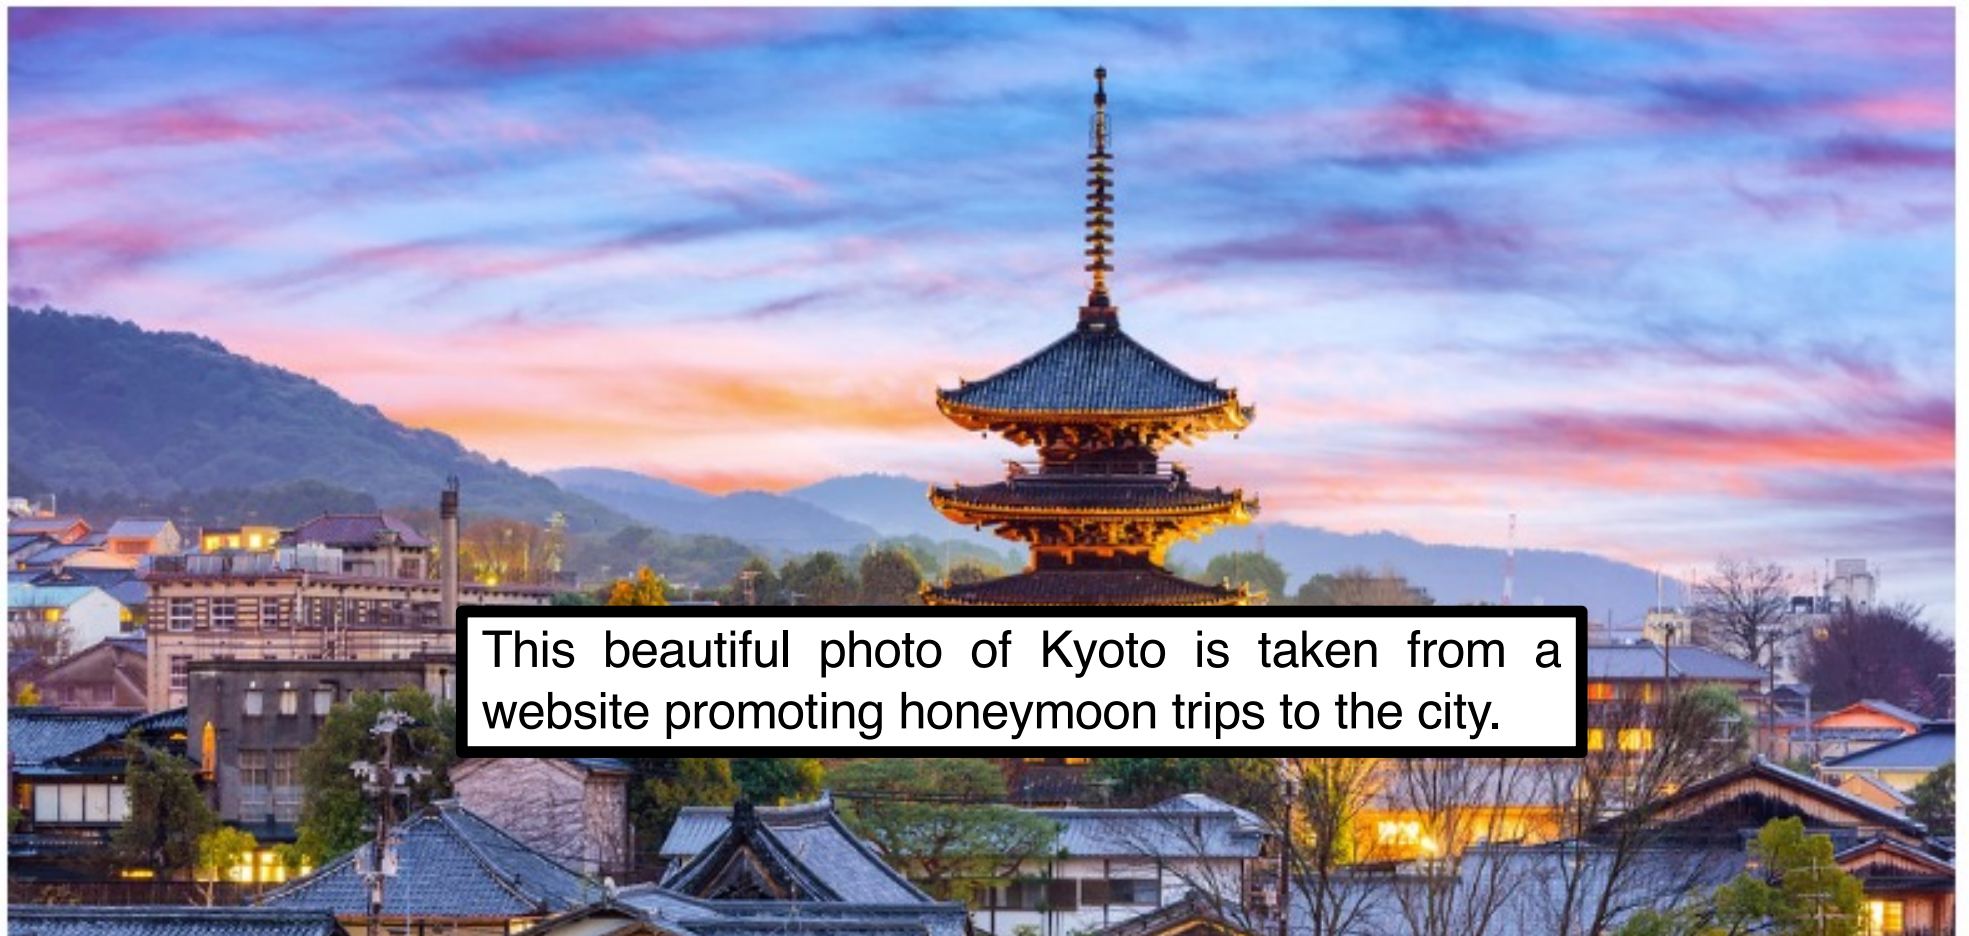 This beautiful photo of Kyoto is taken from a
website promoting honeymoon trips to the city.